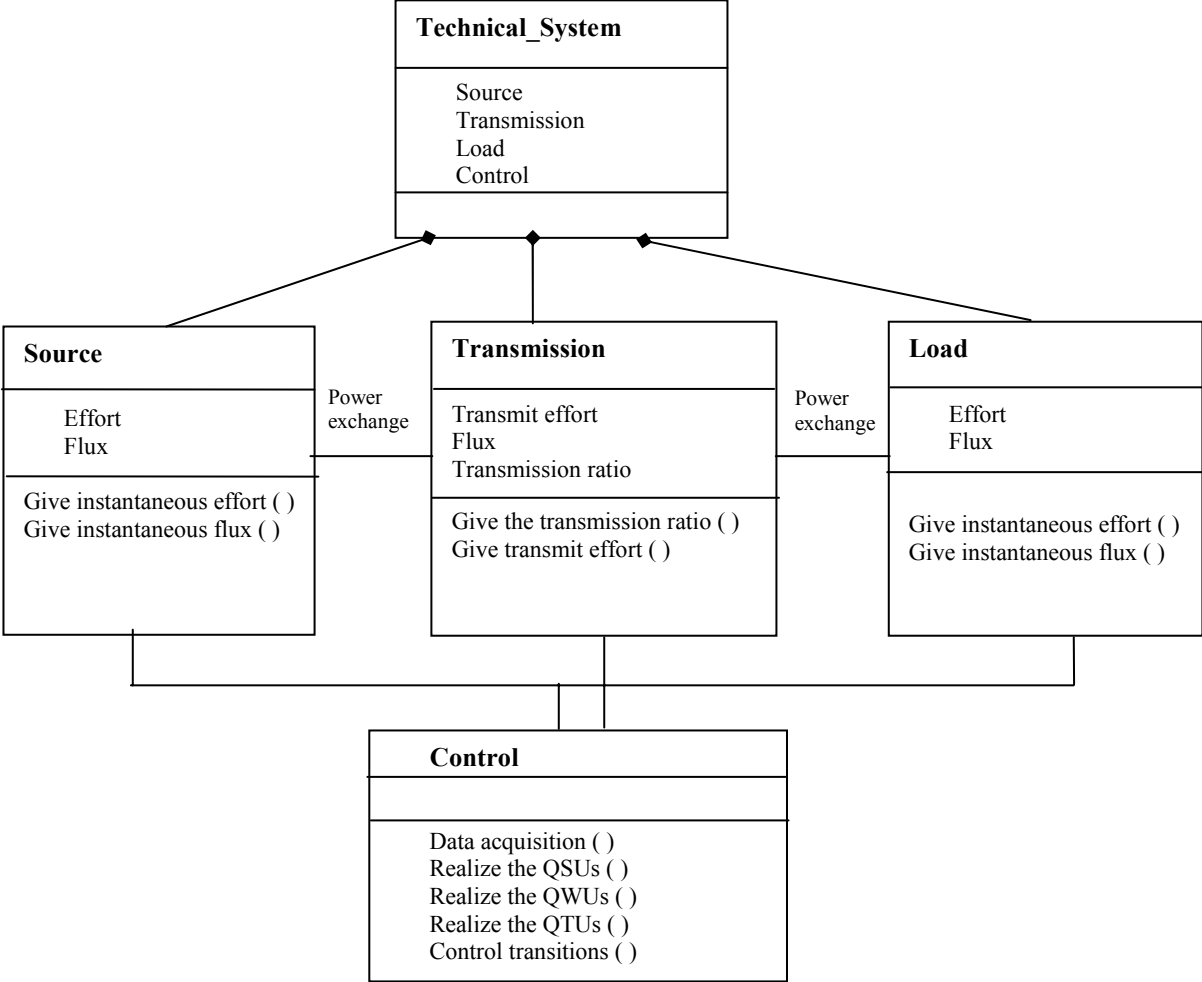 Technical_System
Source
Transmission
Load
Control
Source
Effort
Flux
Give instantaneous effort ( )
Give instantaneous flux ( )
Power
exchange
Transmission
Transmit effort
Flux
Transmission ratio
Give the transmission ratio ( )
Give transmit effort ( )
Power
exchange
Load
Effort
Flux
Give instantaneous effort ( )
Give instantaneous flux ( )
Control
Data acquisition ( )
Realize the QSUs ( )
Realize the QWUs ( )
Realize the QTUs ( )
Control transitions ( )